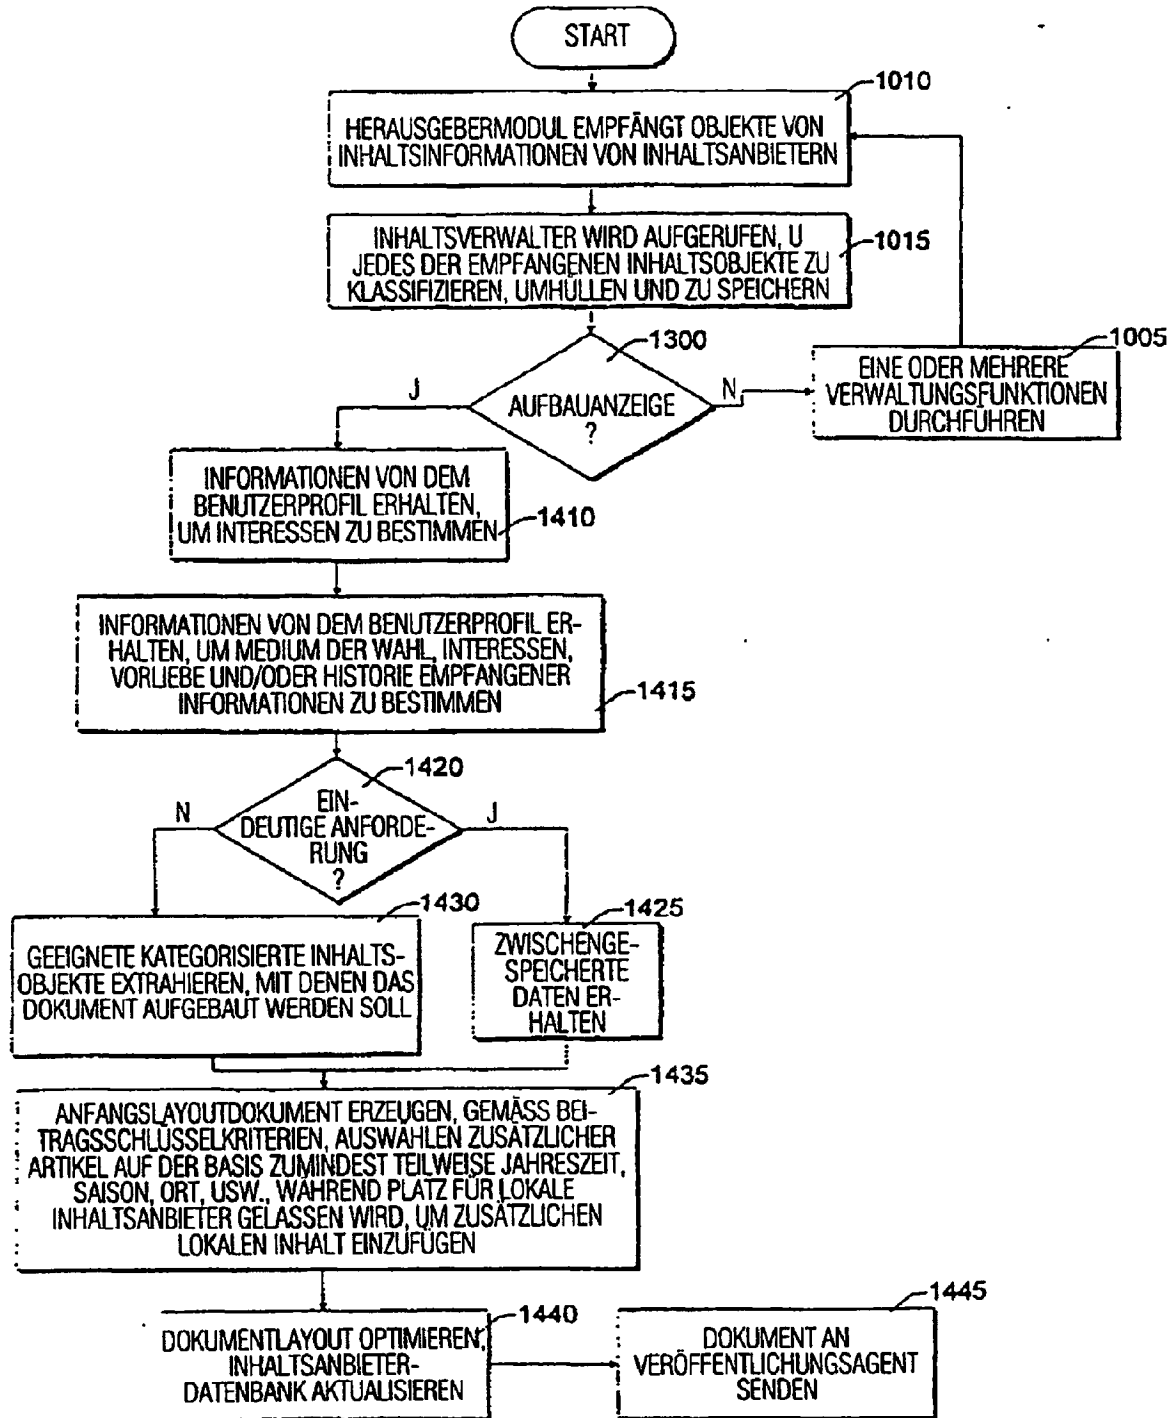 START
1010
HERAUSGEBERMODUL EMPFÄNGT OBJEKTE VON
INHALTSINFORMATIONEN VON INHALTSANBIETERN
INHALTSVERWALTER WIRD AUFGERUFEN, U
JEDES DER EMPFANGENEN INHALTSOBJEKTE ZU
KLASSIFIZIEREN, UMHÜLLEN UND ZU SPEICHERN
1015
1300
J
AUFBAUANZEIGE
?
N
1005
EINE ODER MEHRERE
VERWALTUNGSFUNKTIONEN
DURCHFÜHREN
INFORMATIONEN VON DEM
BENUTZERPROFIL ERHALTEN,
UM INTERESSEN ZU BESTIMMEN
1410
INFORMATIONEN VON DEM BENUTZERPROFIL ER-
HALTEN, UM MEDIUM DER WAHL, INTERESSEN,
VORLIEBE UND/ODER HISTORIE EMPFANGENER
INFORMATIONEN ZU BESTIMMEN
1415
1420
N
EIN-
DEUTIGE ANFORDE-
RUNG
?
J
1430
GEEIGNETE KATEGORISIERTE INHALTS-
OBJEKTE EXTRAHIEREN, MIT DENEN DAS
DOKUMENT AUFGEBAUT WERDEN SOLL
1425
ZWISCHENGE-
SPEICHERTE
DATEN ER-
HALTEN
1435
ANFANGSLAYOUTDOKUMENT ERZEUGEN, GEMÄSS BEI-
TRAGSSCHLÜSSELKRITERIEN, AUSWÄHLEN ZUSÄTZLICHER
ARTIKEL AUF DER BASIS ZUMINDEST TEILWEISE JAHRESZEIT,
SAISON, ORT, USW., WÄHREND PLATZ FÜR LOKALE
INHALTSANBIETER GELASSEN WIRD, UM ZUSÄTZLICHEN
LOKALEN INHALT EINZUFÜGEN
1440
DOKUMENTLAYOUT OPTIMIEREN,
INHALTSANBIETER-
DATENBANK AKTUALISIEREN
1445
DOKUMENT AN
VERÖFFENTLICHUNGSAGENT
SENDEN